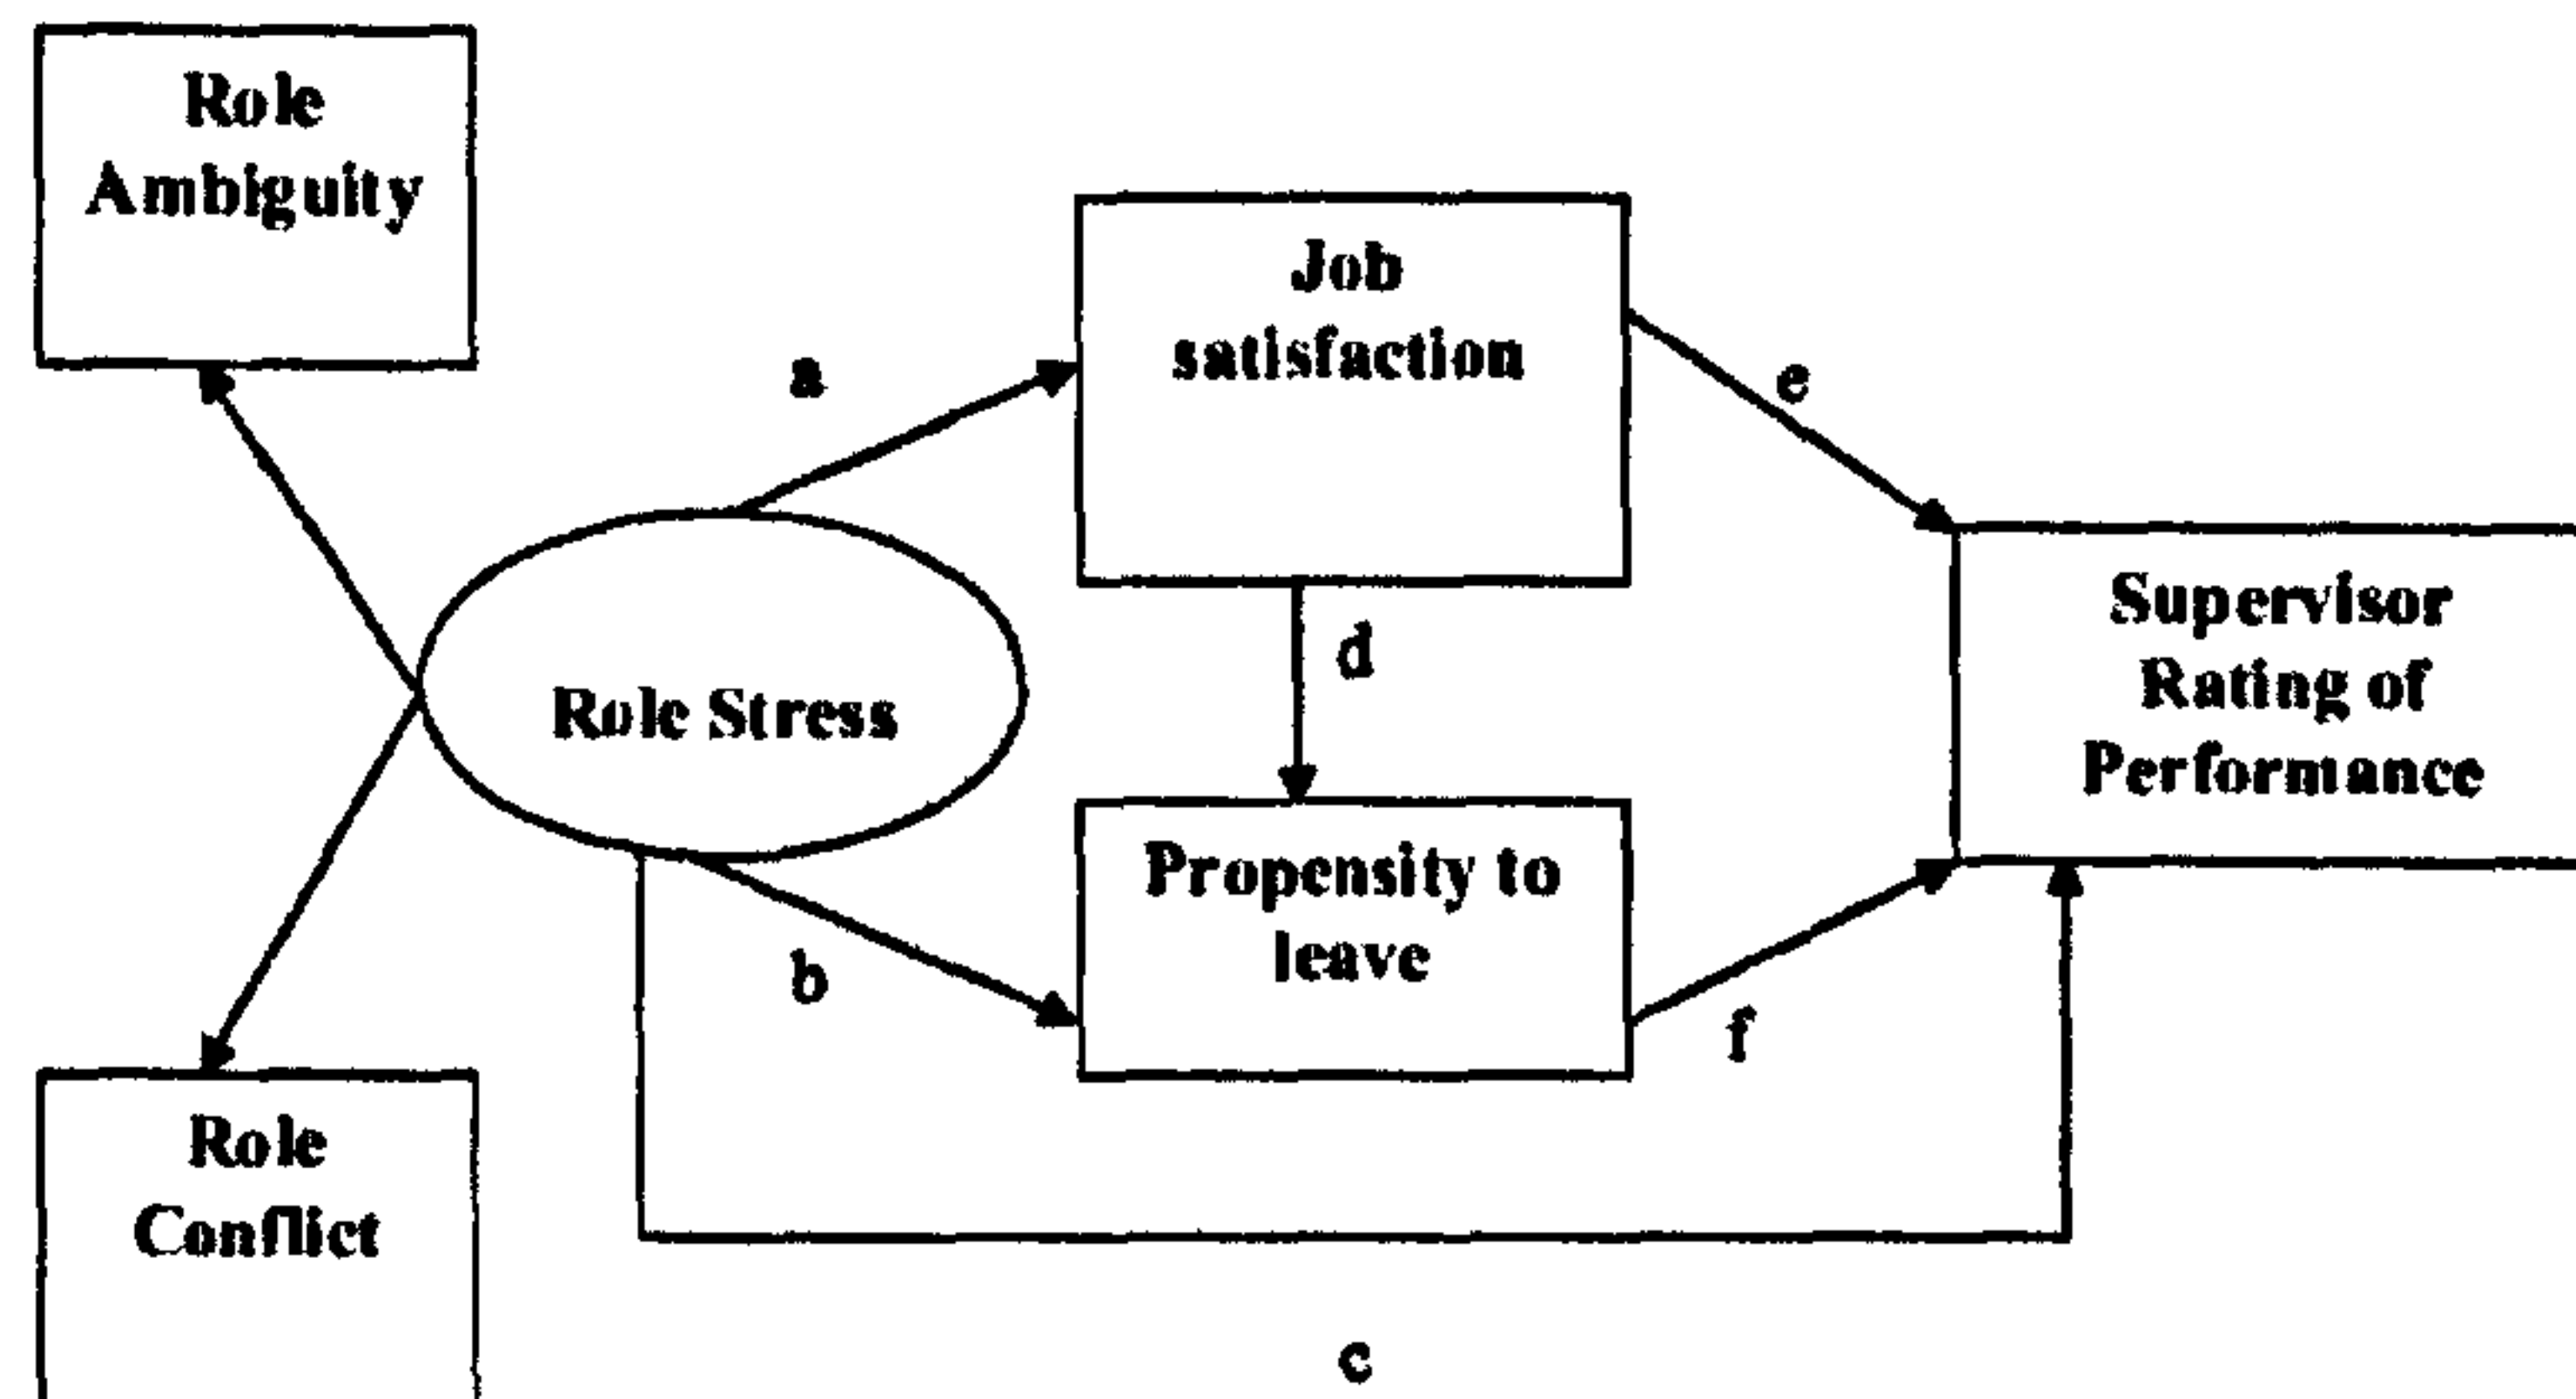 Role
Ambiguity
Job
satisfaction
a
e
Supervisor
Rating of
Performance
d
Role Stress
Propensity to
leave
b
f
Role
Conflict
c